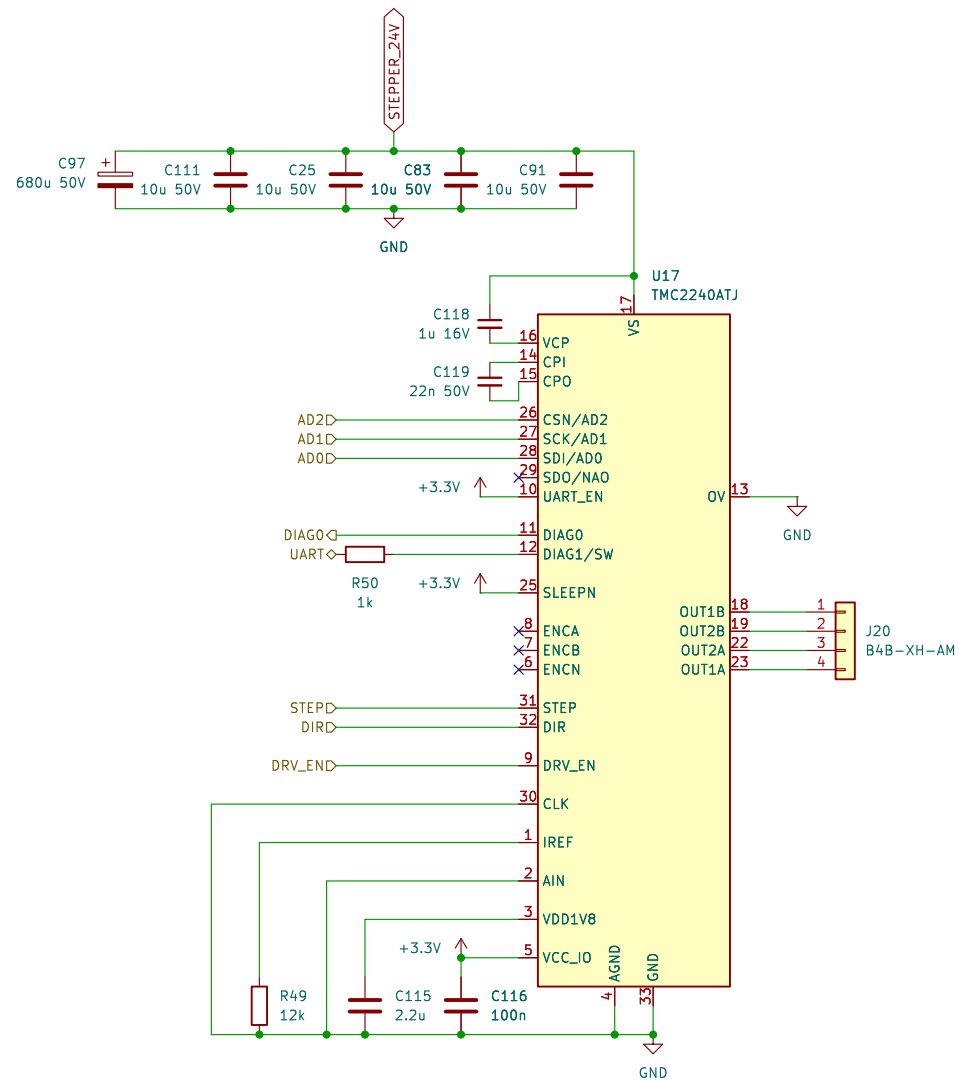 STEPPER_24V
C97
680u 50V
+
C111
10u 50V
C25
10u 50V
C83
10u 50V
C91
10u 50V
GND
U17
TMC2240ATJ
17
VS
C118
1u 16V
16
VCP
14
CPI
C119
22n 50V
15
CPO
AD2
26
CSN/AD2
AD1
27
SCK/AD1
AD0
28
SDI/AD0
29
SDO/NAO
+3.3V
10
UART_EN
13
OV
GND
DIAG0
11
DIAG0
UART
12
DIAG1/SW
R50
1k
+3.3V
25
SLEEPN
8
ENCA
7
ENCB
6
ENCN
OUT1B
18
1
OUT2B
19
2
OUT2A
22
3
OUT1A
23
4
J20
B4B-XH-AM
STEP
31
STEP
DIR
32
DIR
DRV_EN
9
DRV_EN
30
CLK
1
IREF
2
AIN
3
VDD1V8
+3.3V
5
VCC_IO
AGND
4
GND
33
R49
12k
C115
2.2u
C116
100n
GND